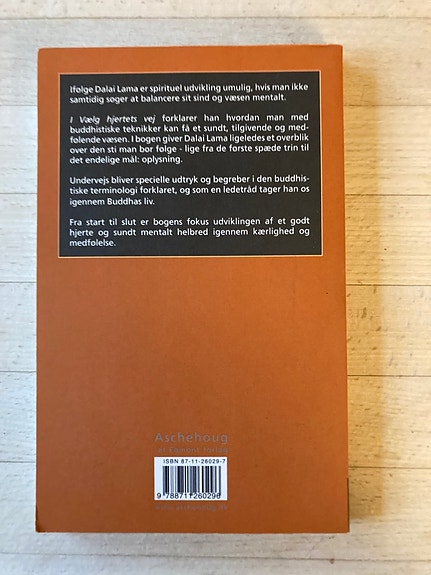 Ifølge Dalai Lama er spirituel udvikling umulig, hvis man ikke
samtidig søger at balancere sit sind og væsen mentalt.
I Vælg hjertets vej forklarer han hvordan man med
buddhistiske teknikker kan få et sundt, tilgivende og med-
følende væsen. I bogen giver Dalai Lama ligeledes et overblik
over den sti man bør følge - lige fra de første spæde trin til
det endelige mål: oplysning.
Undervejs bliver specielle udtryk og begreber i den buddhis-
tiske terminologi forklaret, og som en ledetråd tager han os
igennem Buddhas liv.
Fra start til slut er bogens fokus udviklingen af et godt
hjerte og sundt mentalt helbred igennem kærlighed og
medfølelse.
Aschehoug
ISBN 87-11-26029-7
9 788711 260296